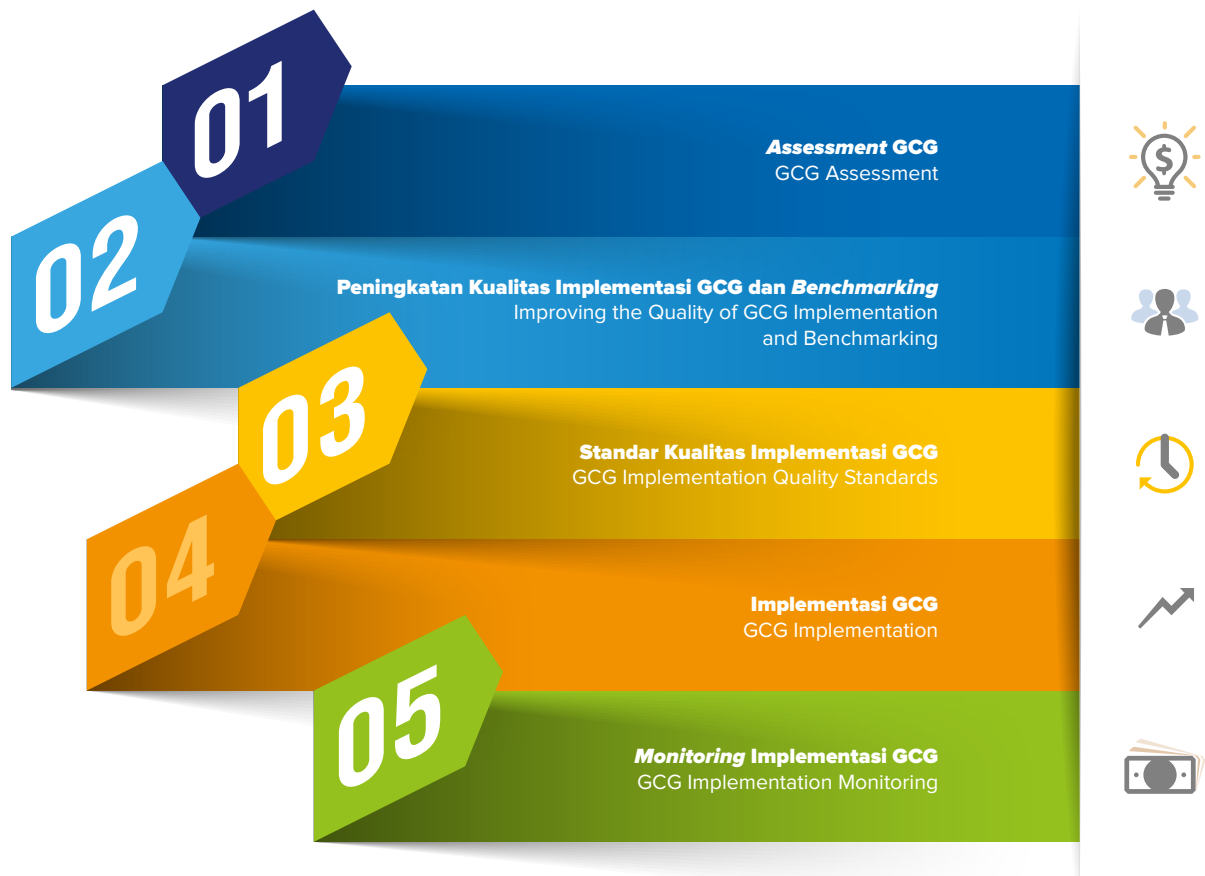 01
Assessment GCG
GCG Assessment
02
Peningkatan Kualitas Implementasi GCG dan Benchmarking
Improving the Quality of GCG Implementation
and Benchmarking
03
Standar Kualitas Implementasi GCG
GCG Implementation Quality Standards
04
Implementasi GCG
GCG Implementation
05
Monitoring Implementasi GCG
GCG Implementation Monitoring
$